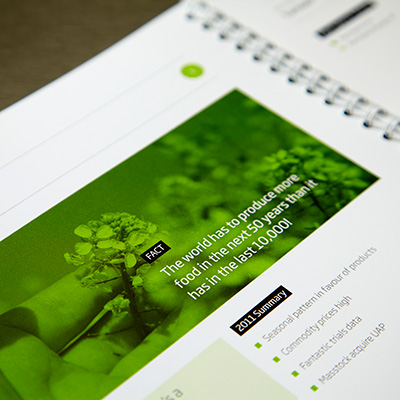 FACT
The world has to produce more
food in the next 50 years than it
has in the last 10,000!
2011 Summary
Seasonal pattern in favour of products
Commodity prices high
Fantastic trials data
Masstock acquire UAP